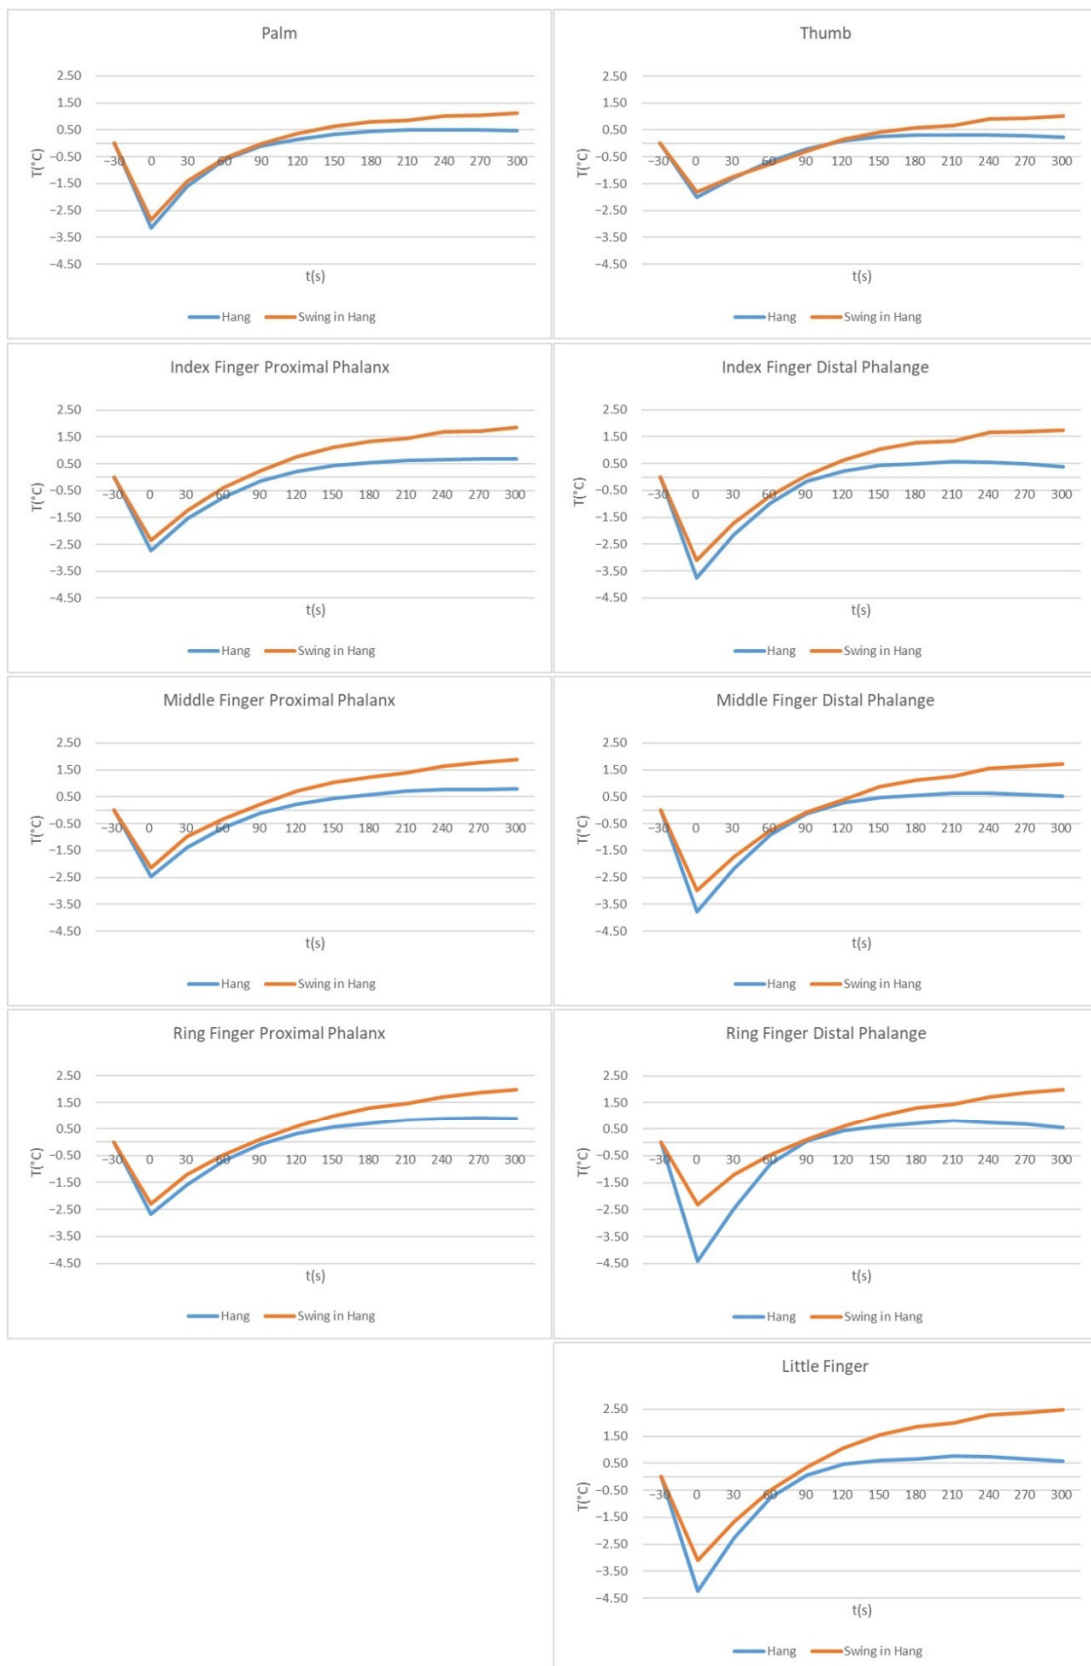 Palm
2.50
1.50
0.50
−0.50
−1.50
−2.50
−3.50
−4.50
T(°C)
−30 0 30 60 90 120 150 180 210 240 270 300
t(s)
Hang Swing in Hang
Thumb
2.50
1.50
0.50
−0.50
−1.50
−2.50
−3.50
−4.50
T(°C)
−30 0 30 60 90 120 150 180 210 240 270 300
t(s)
Hang Swing in Hang
Index Finger Proximal Phalanx
2.50
1.50
0.50
−0.50
−1.50
−2.50
−3.50
−4.50
T(°C)
−30 0 30 60 90 120 150 180 210 240 270 300
t(s)
Hang Swing in Hang
Index Finger Distal Phalange
2.50
1.50
0.50
−0.50
−1.50
−2.50
−3.50
−4.50
T(°C)
−30 0 30 60 90 120 150 180 210 240 270 300
t(s)
Hang Swing in Hang
Middle Finger Proximal Phalanx
2.50
1.50
0.50
−0.50
−1.50
−2.50
−3.50
−4.50
T(°C)
−30 0 30 60 90 120 150 180 210 240 270 300
t(s)
Hang Swing in Hang
Middle Finger Distal Phalange
2.50
1.50
0.50
−0.50
−1.50
−2.50
−3.50
−4.50
T(°C)
−30 0 30 60 90 120 150 180 210 240 270 300
t(s)
Hang Swing in Hang
Ring Finger Proximal Phalanx
2.50
1.50
0.50
−0.50
−1.50
−2.50
−3.50
−4.50
T(°C)
−30 0 30 60 90 120 150 180 210 240 270 300
t(s)
Hang Swing in Hang
Ring Finger Distal Phalange
2.50
1.50
0.50
−0.50
−1.50
−2.50
−3.50
−4.50
T(°C)
−30 0 30 60 90 120 150 180 210 240 270 300
t(s)
Hang Swing in Hang
Little Finger
2.50
1.50
0.50
−0.50
−1.50
−2.50
−3.50
−4.50
T(°C)
−30 0 30 60 90 120 150 180 210 240 270 300
t(s)
Hang Swing in Hang